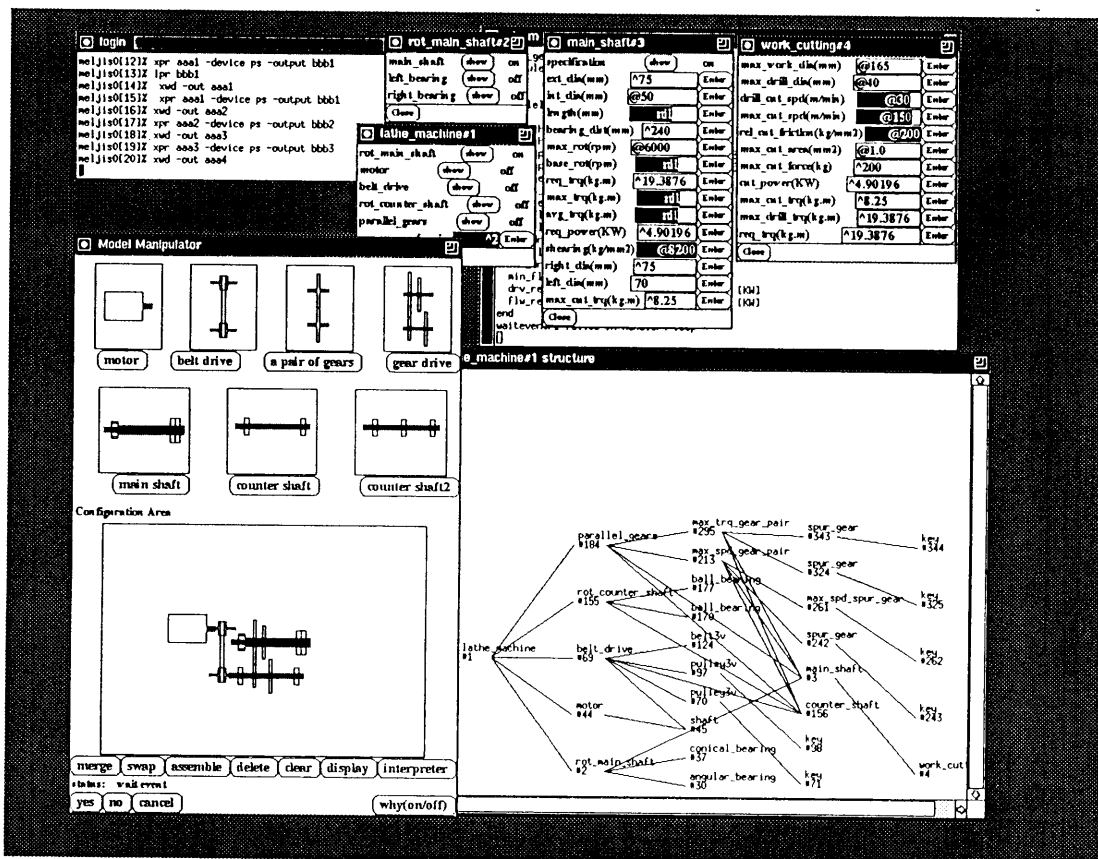 login
meljis0[12]% xpr aaa1 -device ps -output bbb1
meljis0[13]% lpr bbb1
meljis0[14]% xwd -out aaa1
meljis0[15]% xpr aaa1 -device ps -output bbb1
meljis0[16]% xwd -out aaa2
meljis0[17]% xpr aaa2 -device ps -output bbb2
meljis0[18]% xwd -out aaa3
meljis0[19]% xpr aaa3 -device ps -output bbb3
meljis0[20]% xwd -out aaa4
rot_main_shaft#2
main_shaft show on
left_bearing show off
right_bearing show off
Close
lathe_machine#1
rot_main_shaft show on
motor show off
belt_drive show off
rot_counter_shaft show off
parallel_gears show off
^2 Enter
main_shaft#3
specification show on
ext_dia(mm) ^75 Enter
int_dia(mm) @50 Enter
length(mm) rdl Enter
bearing_dist(mm) ^240 Enter
max_rot(rpm) @6000 Enter
base_rot(rpm) rdl Enter
req_trq(kg.m) ^19.3876 Enter
max_trq(kg.m) rdl Enter
avg_trq(kg.m) rdl Enter
req_power(KW) ^4.90196 Enter
shearing(kg/mm2) @8200 Enter
right_dia(mm) ^75 Enter
left_dia(mm) 70 Enter
max_cut_trq(kg.m) ^8.25 Enter
Close
work_cutting#4
max_work_dia(mm) @165 Enter
max_drill_dia(mm) @40 Enter
drill_cut_spd(m/min) @30 Enter
max_cut_spd(m/min) @150 Enter
rel_cut_friction(kg/mm2) @200 Enter
max_cut_area(mm2) @1.0 Enter
max_cut_force(kg) ^200 Enter
cut_power(KW) ^4.90196 Enter
max_cut_trq(kg.m) ^8.25 Enter
max_drill_trq(kg.m) ^19.3876 Enter
req_trq(kg.m) ^19.3876 Enter
Close
min_fl
drv_re [KW]
flw_re [KW]
end
Model Manipulator
motor
belt drive
a pair of gears
gear drive
main shaft
counter shaft
counter shaft2
Configuration Area
merge swap assemble delete clear display interpreter
status: wait event
yes no cancel why(on/off)
e_machine#1 structure
lathe_machine
#1
parallel_gears
#184
rot_counter_shaft
#155
belt_drive
#69
motor
#44
rot_main_shaft
#2
max_trq_gear_pair
#295
max_spd_gear_pair
#213
ball_bearing
#177
ball_bearing
#170
belt3v
#124
pulley3v
#97
pulley3v
#70
shaft
#45
conical_bearing
#37
angular_bearing
#30
spur_gear
#343
spur_gear
#324
max_spd_spur_gear
#261
spur_gear
#242
main_shaft
#3
counter_shaft
#156
key
#98
key
#71
key
#344
key
#325
key
#262
key
#243
work_cut
#4